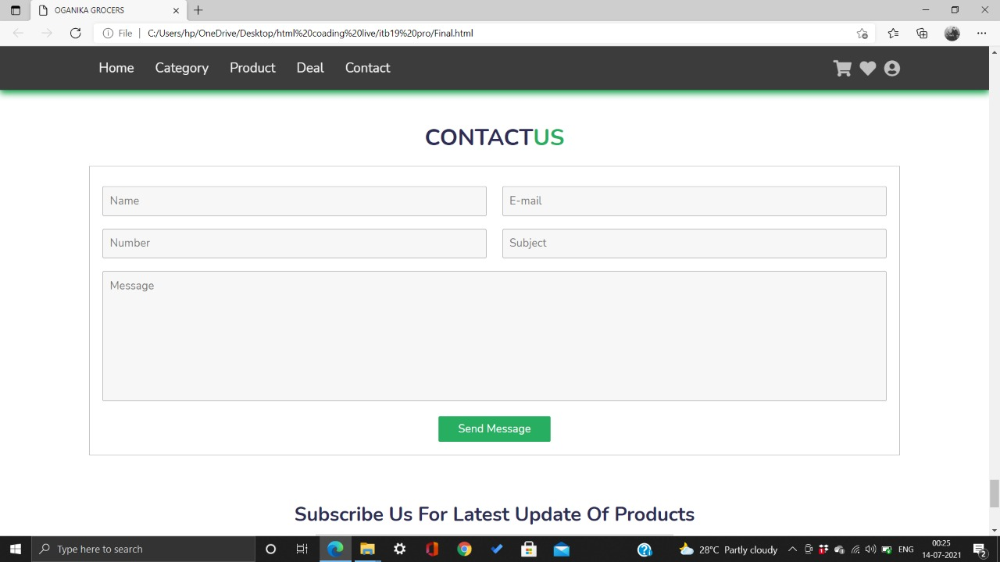 OGANIKA GROCERS
File | C:/Users/hp/OneDrive/Desktop/html%20coading%20live/itb19%20pro/Final.html
Home Category Product Deal Contact
CONTACTUS
Name E-mail
Number Subject
Message
Send Message
Subscribe Us For Latest Update Of Products
Type here to search
28°C Partly cloudy
ENG
00:25
14-07-2021
2